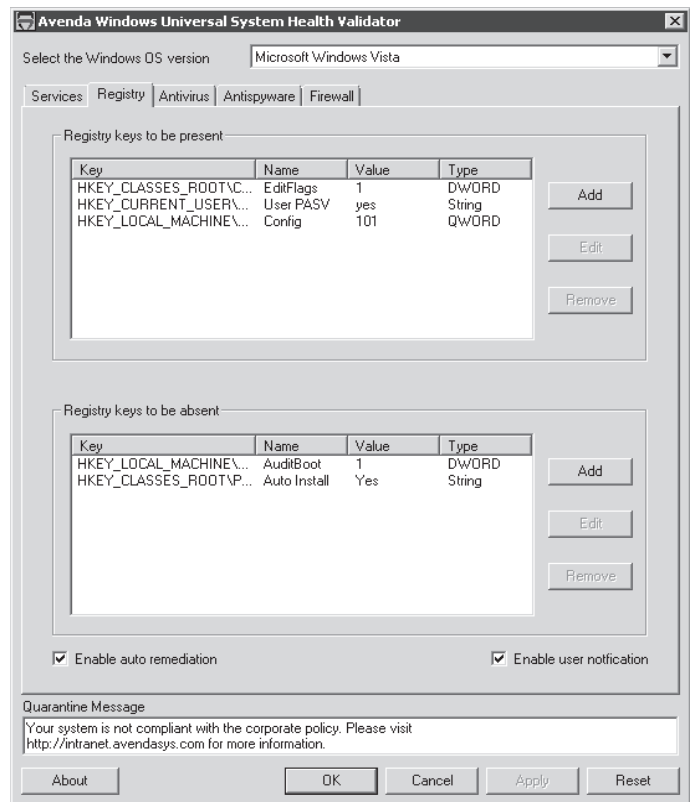 Avenda Windows Universal System Health Validator
Select the Windows OS version Microsoft Windows Vista
Services Registry Antivirus Antispyware Firewall
Registry keys to be present
Key Name Value Type
HKEY_CLASSES_ROOT\C... EditFlags 1 DWORD
HKEY_CURRENT_USER\... User PASV yes String
HKEY_LOCAL_MACHINE\... Config 101 QWORD
Add
Edit
Remove
Registry keys to be absent
Key Name Value Type
HKEY_LOCAL_MACHINE\... AuditBoot 1 DWORD
HKEY_CLASSES_ROOT\P... Auto Install Yes String
Add
Edit
Remove
Enable auto remediation Enable user notfication
Quarantine Message
Your system is not compliant with the corporate policy. Please visit
http://intranet.avendasys.com for more information.
About OK Cancel Apply Reset